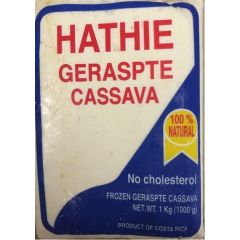 HATHIE
GERASPTE
CASSAVA
100 %
NATURAL
No cholesterol
FROZEN GERASPTE CASSAVA
NET WT. 1 Kg (1000 g)
PRODUCT OF COSTA RICA